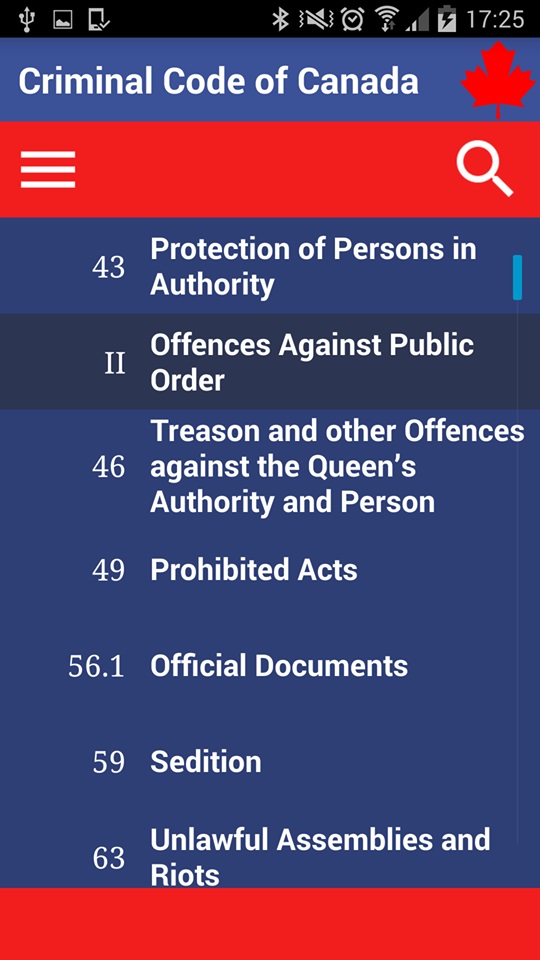 17:25
Criminal Code of Canada
43 Protection of Persons in
Authority
II Offences Against Public
Order
Treason and other Offences
46 against the Queen’s
Authority and Person
49 Prohibited Acts
56.1 Official Documents
59 Sedition
63 Unlawful Assemblies and
Riots